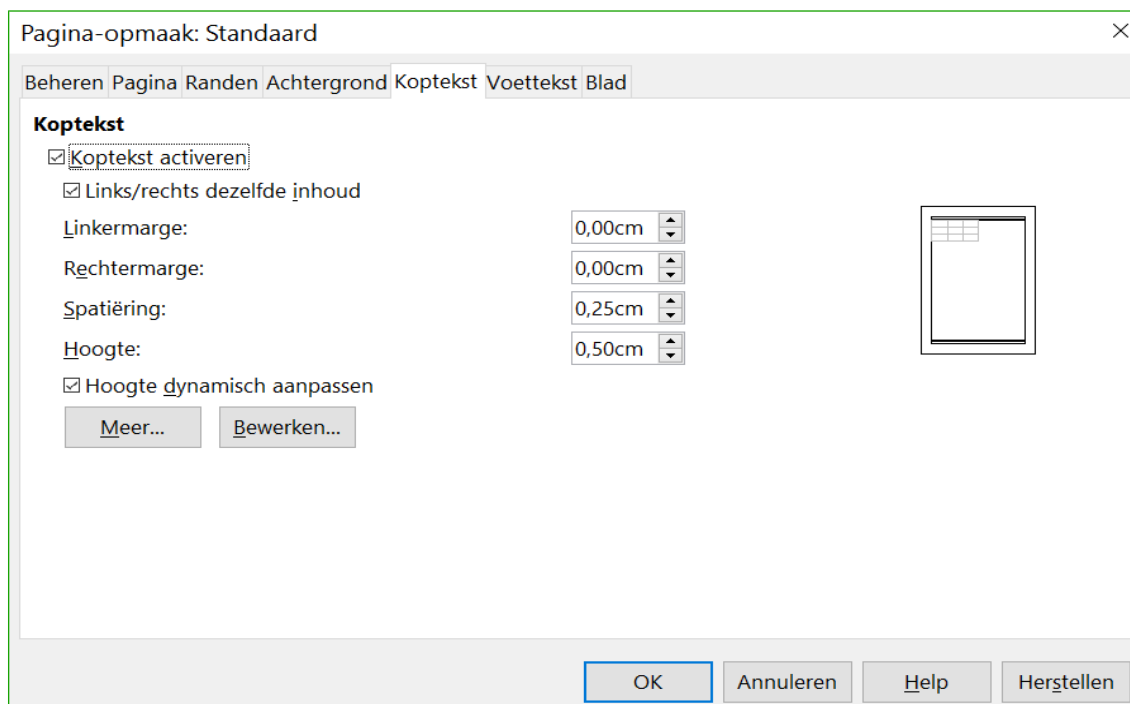 Pagina-opmaak: Standaard
Beheren Pagina Randen Achtergrond Koptekst Voettekst Blad
Koptekst
Koptekst activeren
Links/rechts dezelfde inhoud
Linkermarge: 0,00cm
Rechtermarge: 0,00cm
Spatiëring: 0,25cm
Hoogte: 0,50cm
Hoogte dynamisch aanpassen
Meer... Bewerken...
OK Annuleren Help Herstellen